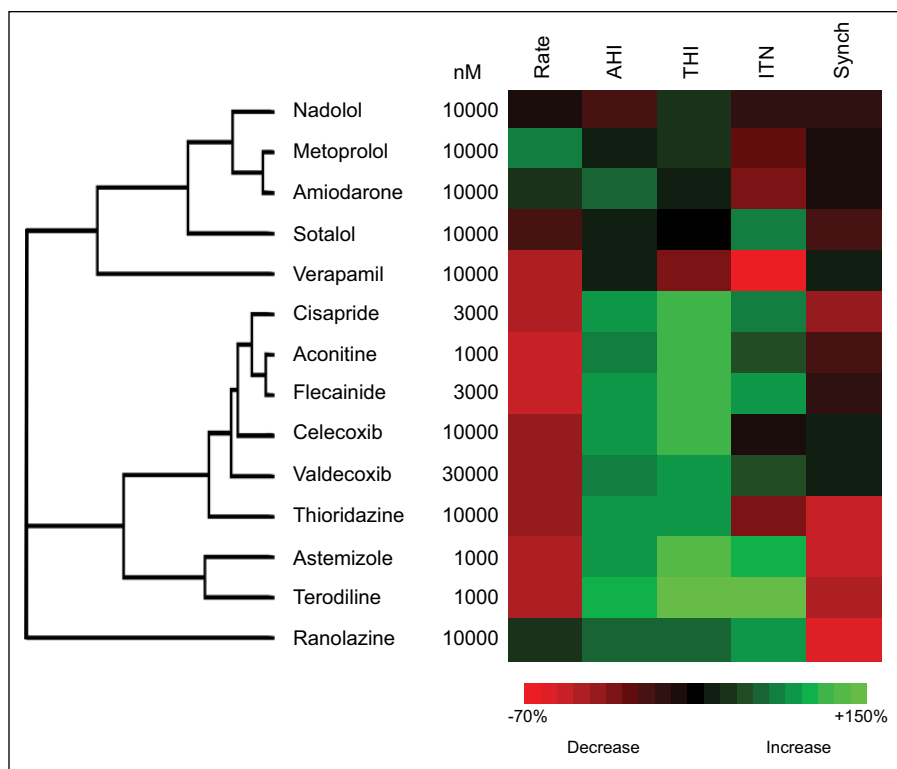 nM Rate AHI THI ITN Synch
Nadolol 10000
Metoprolol 10000
Amiodarone 10000
Sotalol 10000
Verapamil 10000
Cisapride 3000
Aconitine 1000
Flecainide 3000
Celecoxib 10000
Valdecoxib 30000
Thioridazine 10000
Astemizole 1000
Terodiline 1000
Ranolazine 10000
-70% +150%
Decrease Increase